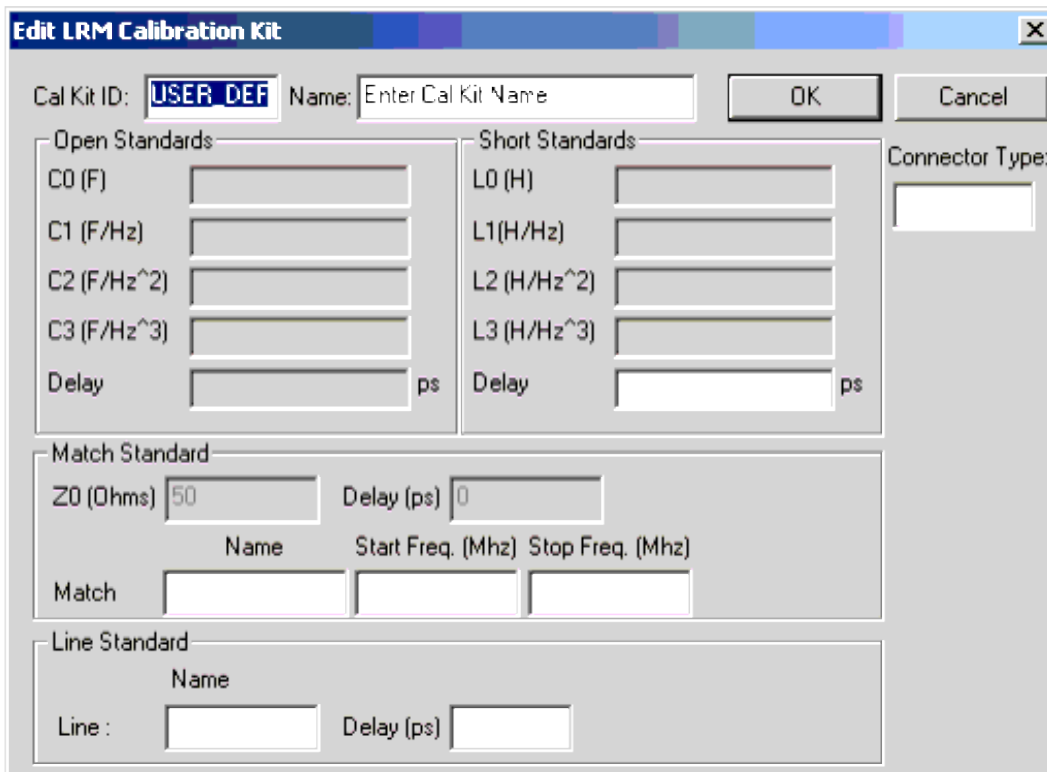 Edit LRM Calibration Kit
Cal Kit ID: USER_DEF Name: Enter Cal Kit Name OK Cancel
Open Standards Short Standards Connector Type:
C0 (F) L0 (H)
C1 (F/Hz) L1(H/Hz)
C2 (F/Hz^2) L2 (H/Hz^2)
C3 (F/Hz^3) L3 (H/Hz^3)
Delay ps Delay ps
Match Standard
Z0 (Ohms) 50 Delay (ps) 0
Name Start Freq. (Mhz) Stop Freq. (Mhz)
Match
Line Standard
Name
Line : Delay (ps)